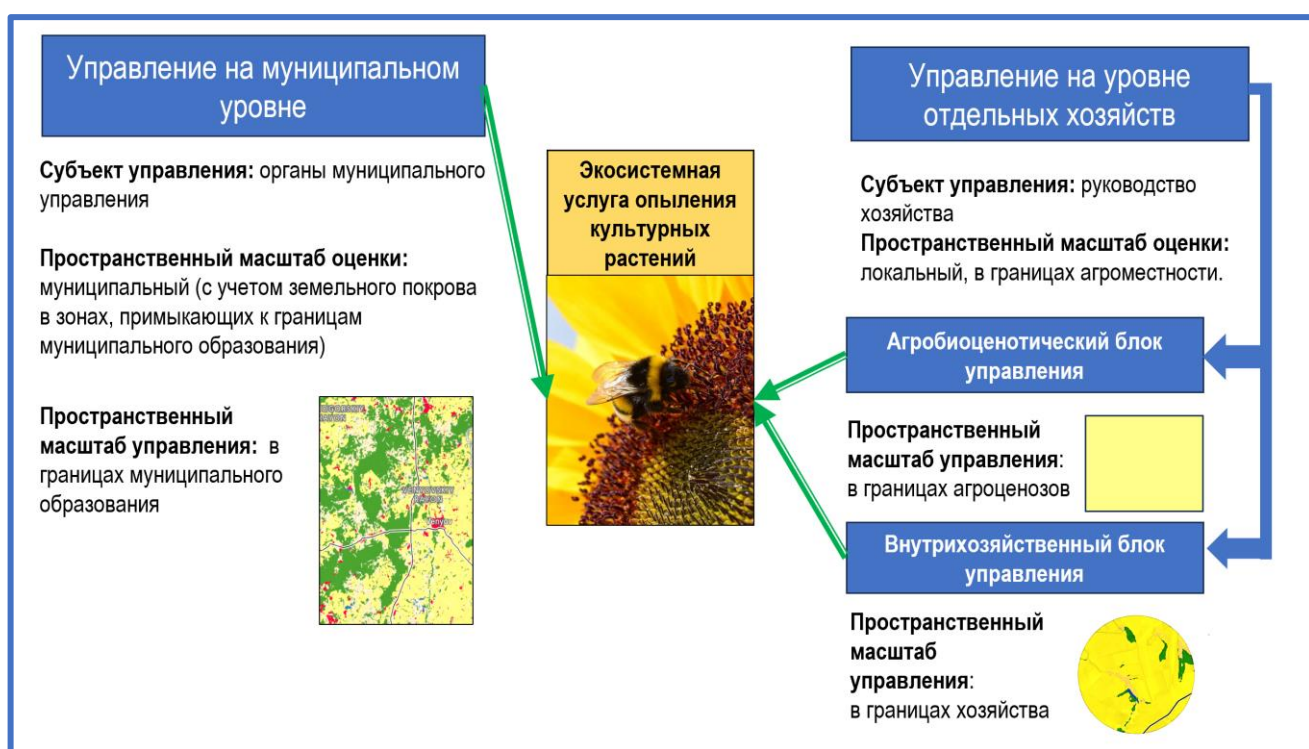 Управление на муниципальном
уровне
Субъект управления: органы муниципального
управления
Пространственный масштаб оценки:
муниципальный (с учетом земельного покрова
в зонах, примыкающих к границам
муниципального образования)
Пространственный
масштаб управления: в
границах муниципального
образования
Экосистемная
услуга опыления
культурных
растений
Управление на уровне
отдельных хозяйств
Субъект управления: руководство
хозяйства
Пространственный масштаб оценки:
локальный, в границах агроместности.
Агробиоценотический блок
управления
Пространственный
масштаб управления:
в границах агроценозов
Внутрихозяйственный блок
управления
Пространственный
масштаб
управления:
в границах хозяйства